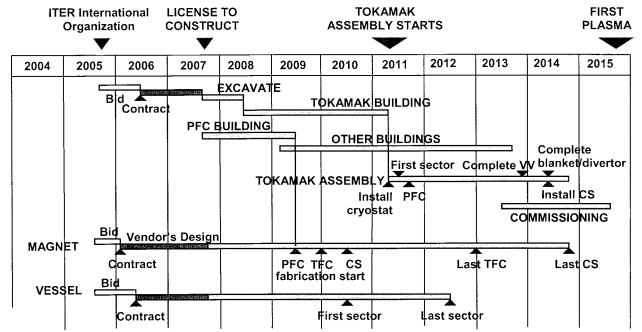 ITER International Organization
LICENSE TO CONSTRUCT
TOKAMAK ASSEMBLY STARTS
FIRST PLASMA
2004 2005 2006 2007 2008 2009 2010 2011 2012 2013 2014 2015
Bid
Contract
EXCAVATE
TOKAMAK BUILDING
PFC BUILDING
OTHER BUILDINGS
First sector
Complete VV
Complete blanket/divertor
TOKAMAK ASSEMBLY
Install cryostat
PFC
Install CS
COMMISSIONING
Bid
Vendor's Design
MAGNET
Contract
PFC TFC CS
fabrication start
Last TFC
Last CS
Bid
VESSEL
Contract
First sector
Last sector